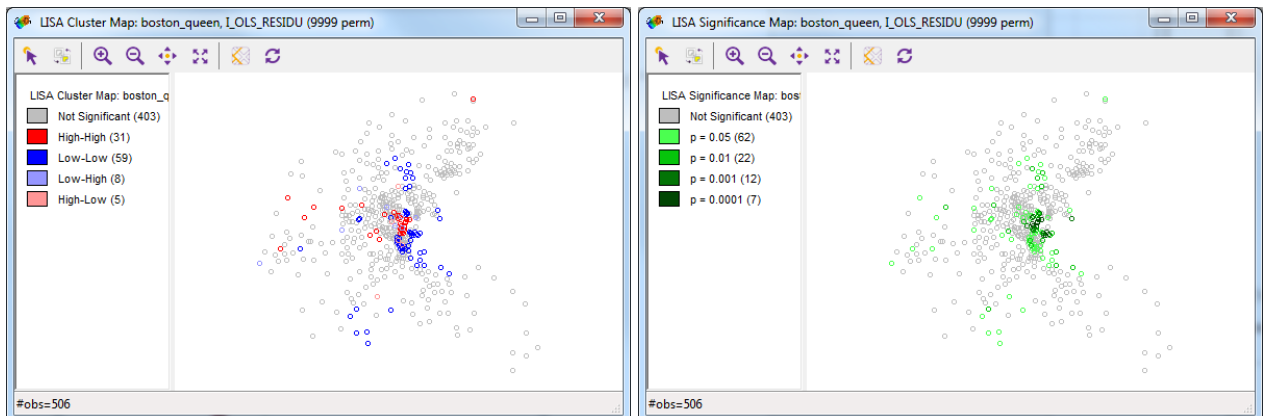 LISA Cluster Map: boston_queen, I_OLS_RESIDU (9999 perm)
LISA Cluster Map: boston_q
Not Significant (403)
High-High (31)
Low-Low (59)
Low-High (8)
High-Low (5)
#obs=506
LISA Significance Map: boston_queen, I_OLS_RESIDU (9999 perm)
LISA Significance Map: bos
Not Significant (403)
p = 0.05 (62)
p = 0.01 (22)
p = 0.001 (12)
p = 0.0001 (7)
#obs=506